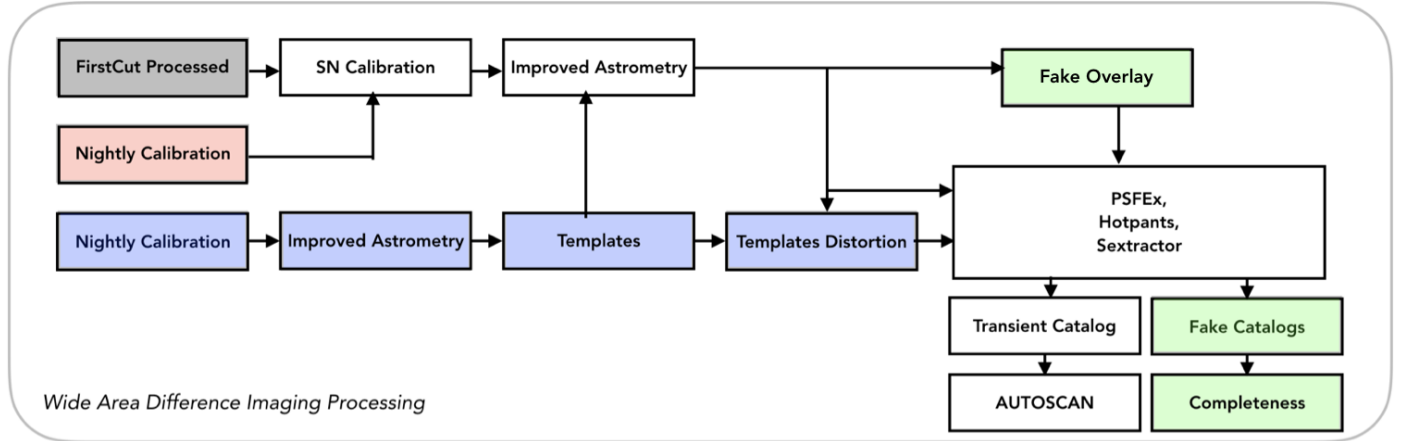 FirstCut Processed
SN Calibration
Improved Astrometry
Fake Overlay
Nightly Calibration
Nightly Calibration
Improved Astrometry
Templates
Templates Distortion
PSFEx,
Hotpants,
Sextractor
Transient Catalog
Fake Catalogs
AUTOSCAN
Completeness
Wide Area Difference Imaging Processing